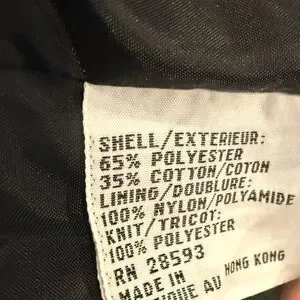 SHELL/EXTERIEUR:
65% POLYESTER
35% COTTON/COTON
LINING/DOUBLURE:
100% NYLON/POLYAMIDE
KNIT/TRICOT:
100% POLYESTER
RN 28593
MADE IN HONG KONG
AU